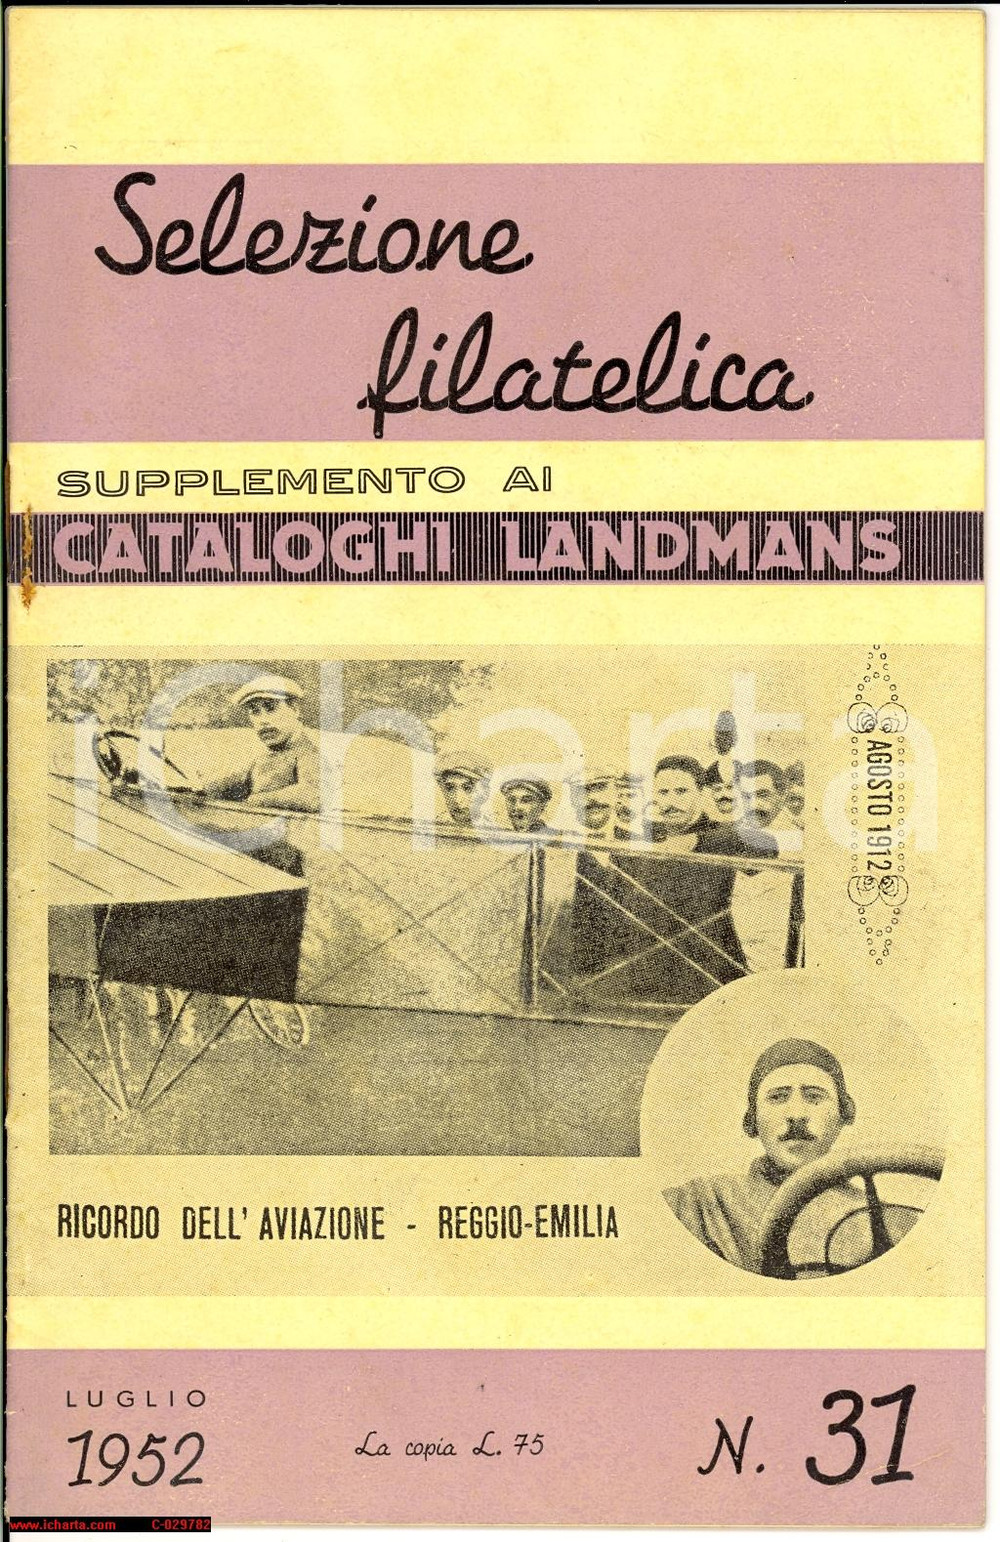 Selezione
filatelica
SUPPLEMENTO AI
CATALOGHI LANDMANS
icharta
AGOSTO 1912
RICORDO DELL' AVIAZIONE - REGGIO-EMILIA
LUGLIO
1952
La copia L. 75
N. 31
www.icharta.com C-029782